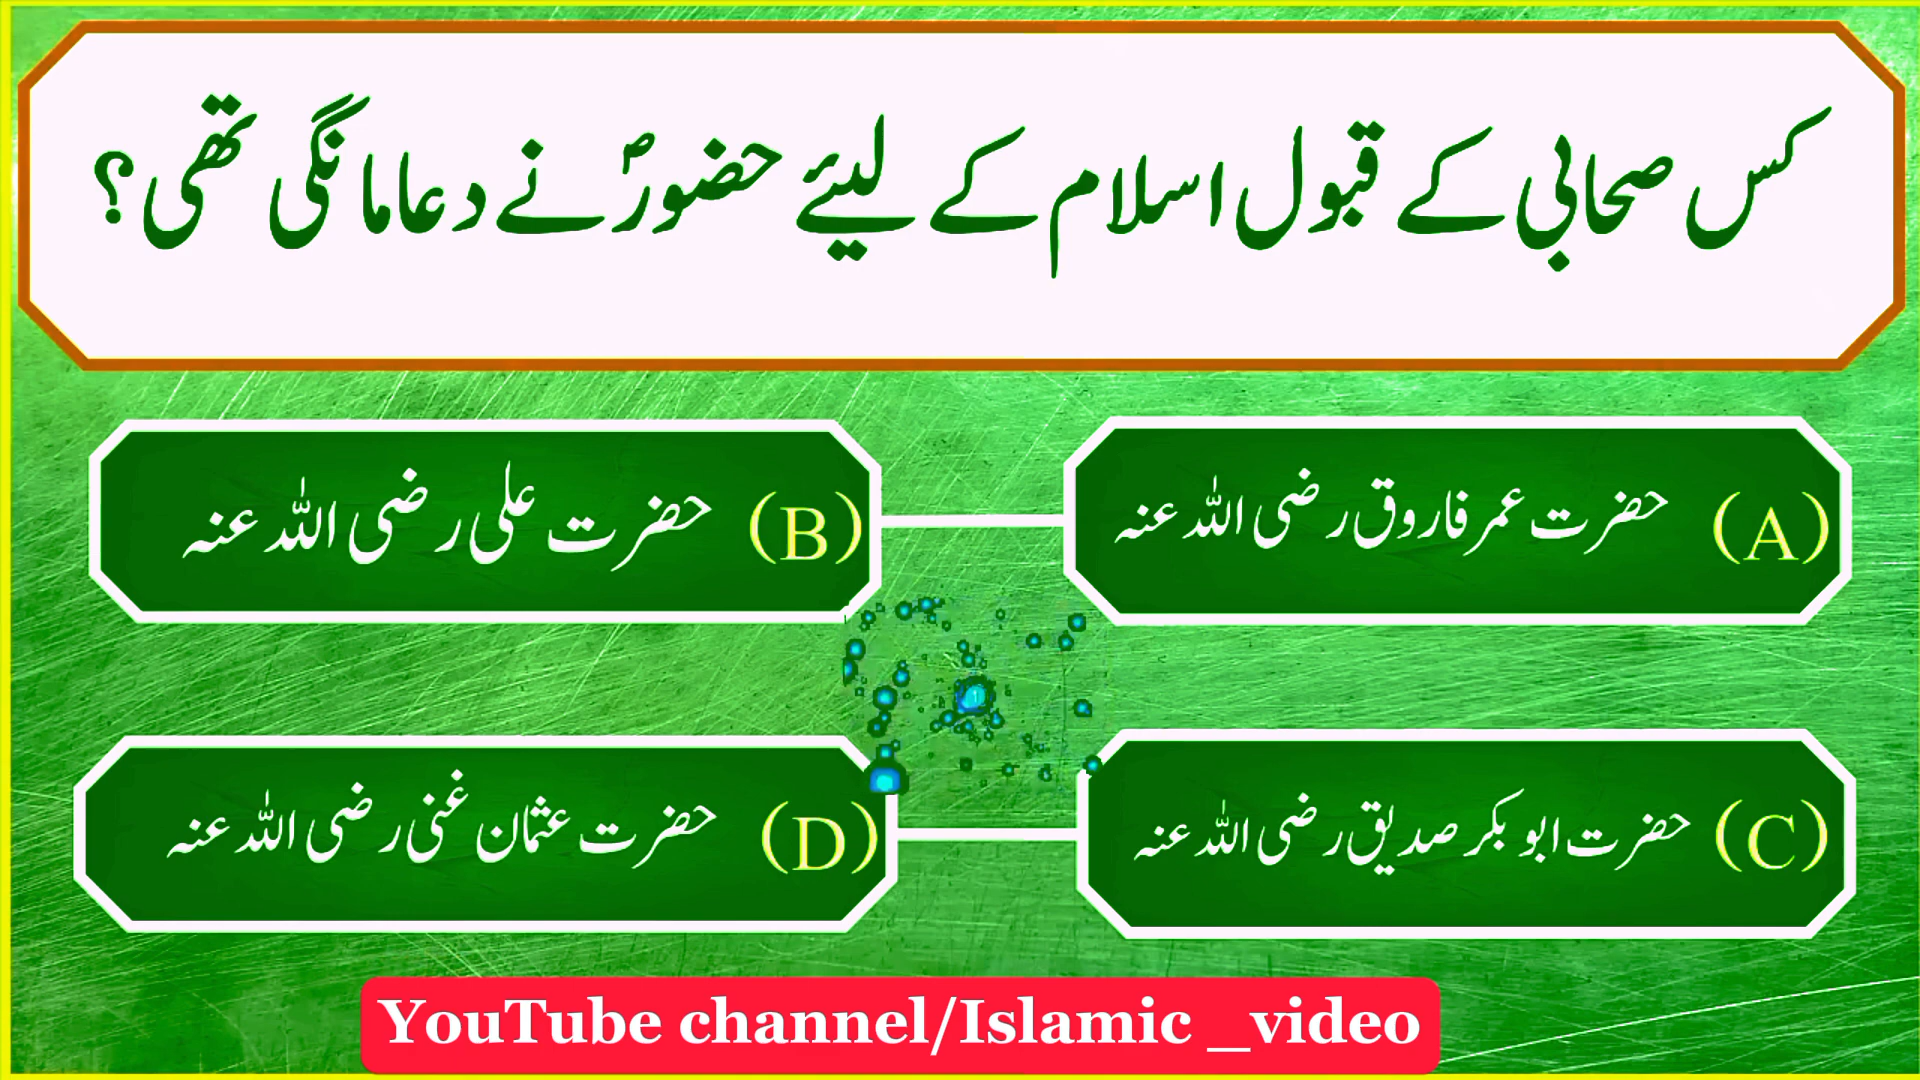 کس صحابی کے قبول اسلام کے لیئے حضورؐ نے دعا مانگی تھی؟
(A) حضرت عمر فاروق رضی اللہ عنہ
(B) حضرت علی رضی اللہ عنہ
(C) حضرت ابو بکر صدیق رضی اللہ عنہ
(D) حضرت عثمان غنی رضی اللہ عنہ
YouTube channel/Islamic _video